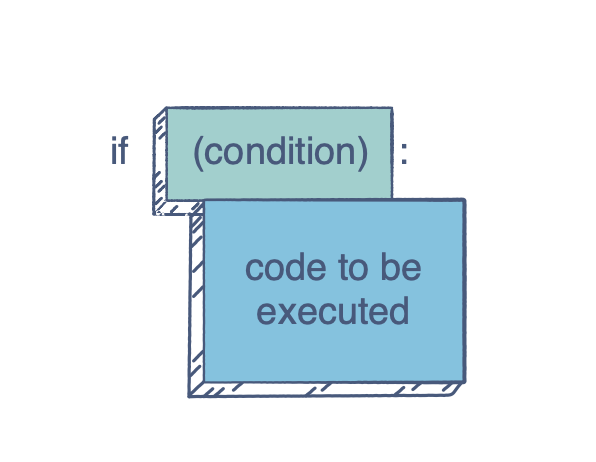 if (condition) :
code to be
executed